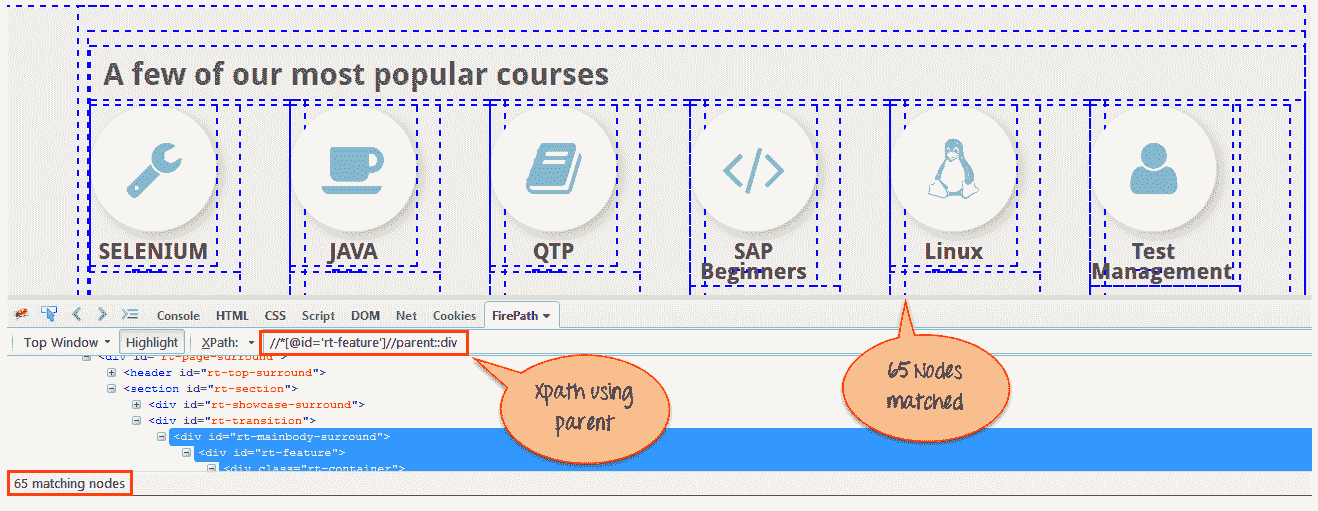 A few of our most popular courses
SELENIUM
JAVA
QTP
SAP
Beginners
Linux
Test
Management
Console HTML CSS Script DOM Net Cookies FirePath
Top Window Highlight XPath: //*[@id='rt-feature']//parent::div
<div id="rt-page-surround">
<header id="rt-top-surround">
<section id="rt-section">
<div id="rt-showcase-surround">
<div id="rt-transition">
<div id="rt-mainbody-surround">
<div id="rt-feature">
<div class="rt-container">
65 matching nodes
Xpath using
parent
65 Nodes
matched